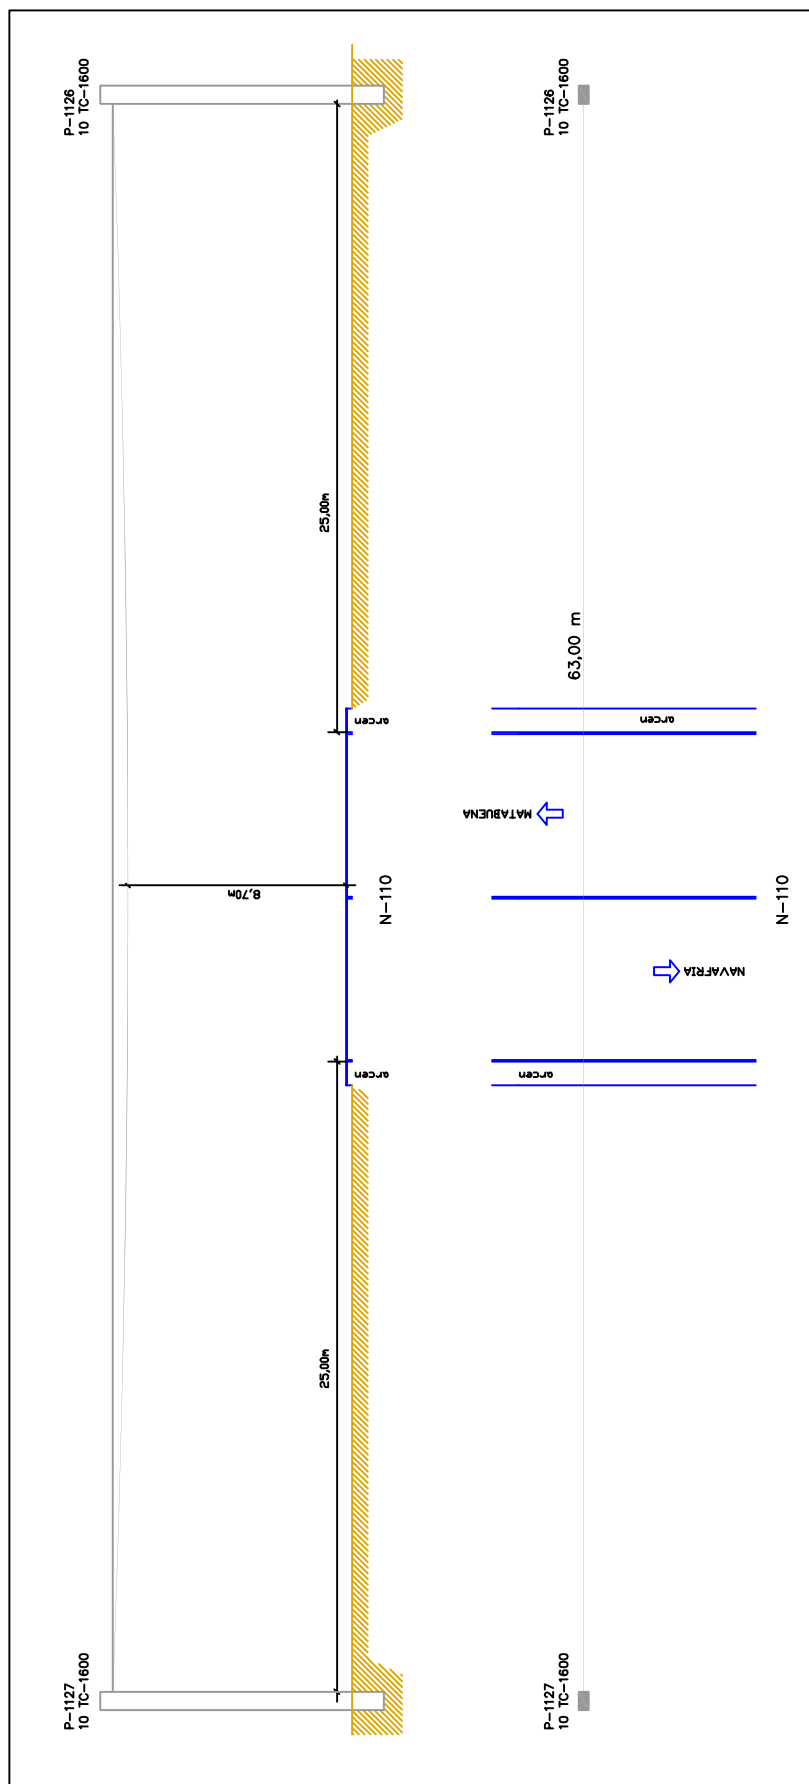 P-1127
10 TC-1600
25,00m
arcen
N-110
8,70m
arcen
25,00m
P-1126
10 TC-1600
P-1127
10 TC-1600
arcen
NAVAFRIA
N-110
MATABUENA
arcen
63,00 m
P-1126
10 TC-1600